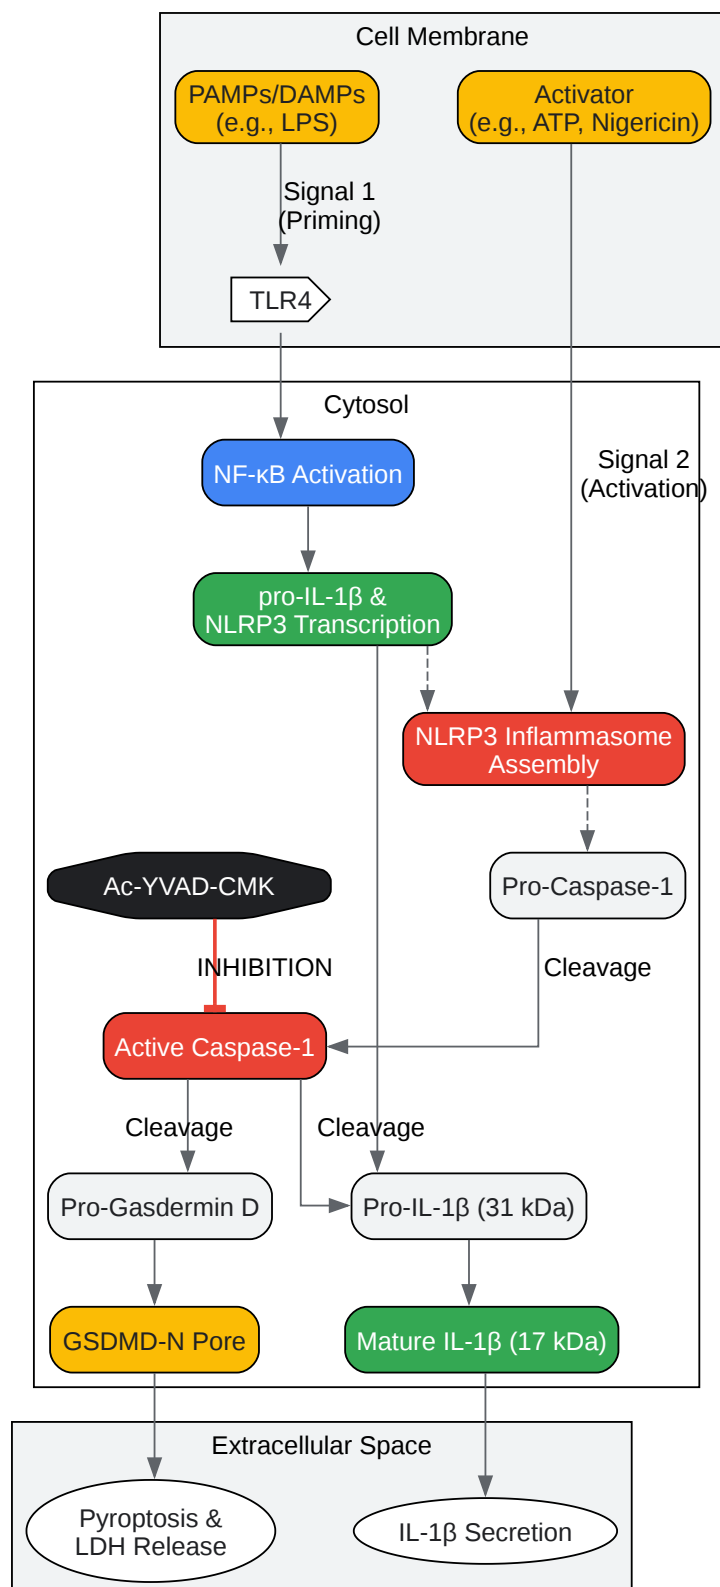 Cell Membrane
PAMPs/DAMPs
(e.g., LPS)
Activator
(e.g., ATP, Nigericin)
Signal 1
(Priming)
TLR4
Cytosol
NF-κB Activation
Signal 2
(Activation)
pro-IL-1β &
NLRP3 Transcription
NLRP3 Inflammasome
Assembly
Ac-YVAD-CMK
Pro-Caspase-1
INHIBITION
Cleavage
Active Caspase-1
Cleavage
Cleavage
Pro-Gasdermin D
Pro-IL-1β (31 kDa)
GSDMD-N Pore
Mature IL-1β (17 kDa)
Extracellular Space
Pyroptosis &
LDH Release
IL-1β Secretion